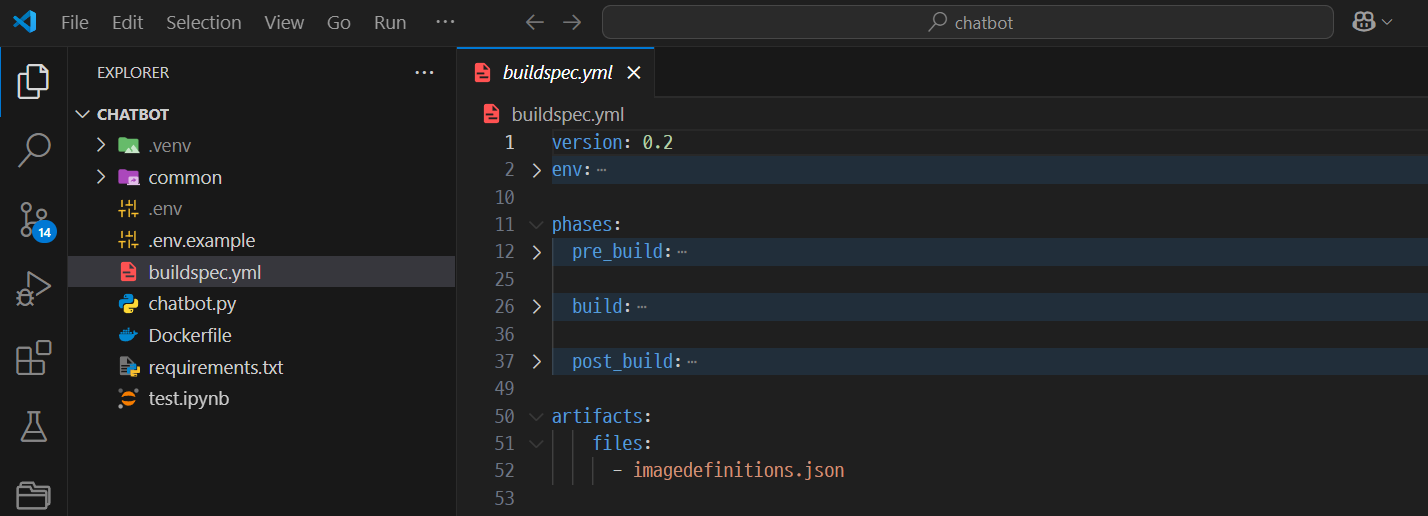 File Edit Selection View Go Run ···
chatbot
EXPLORER ···
CHATBOT
.venv
common
.env
.env.example
buildspec.yml
chatbot.py
Dockerfile
requirements.txt
test.ipynb
14
buildspec.yml
buildspec.yml
1 version: 0.2
2 env:···
10
11 phases:
12 pre_build:···
25
26 build:···
36
37 post_build:···
49
50 artifacts:
51 files:
52 - imagedefinitions.json
53